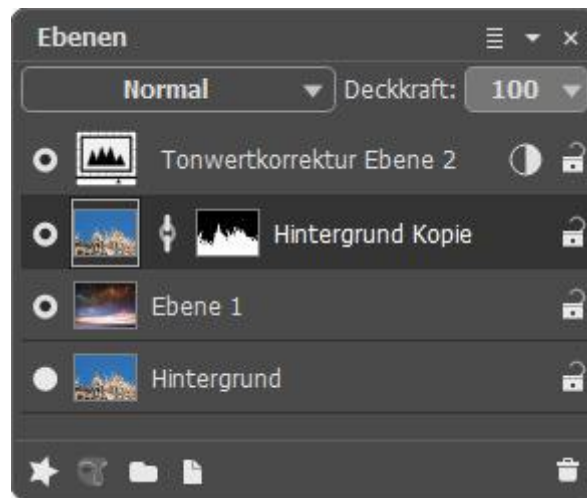 Ebenen
Normal Deckkraft: 100
Tonwertkorrektur Ebene 2
Hintergrund Kopie
Ebene 1
Hintergrund